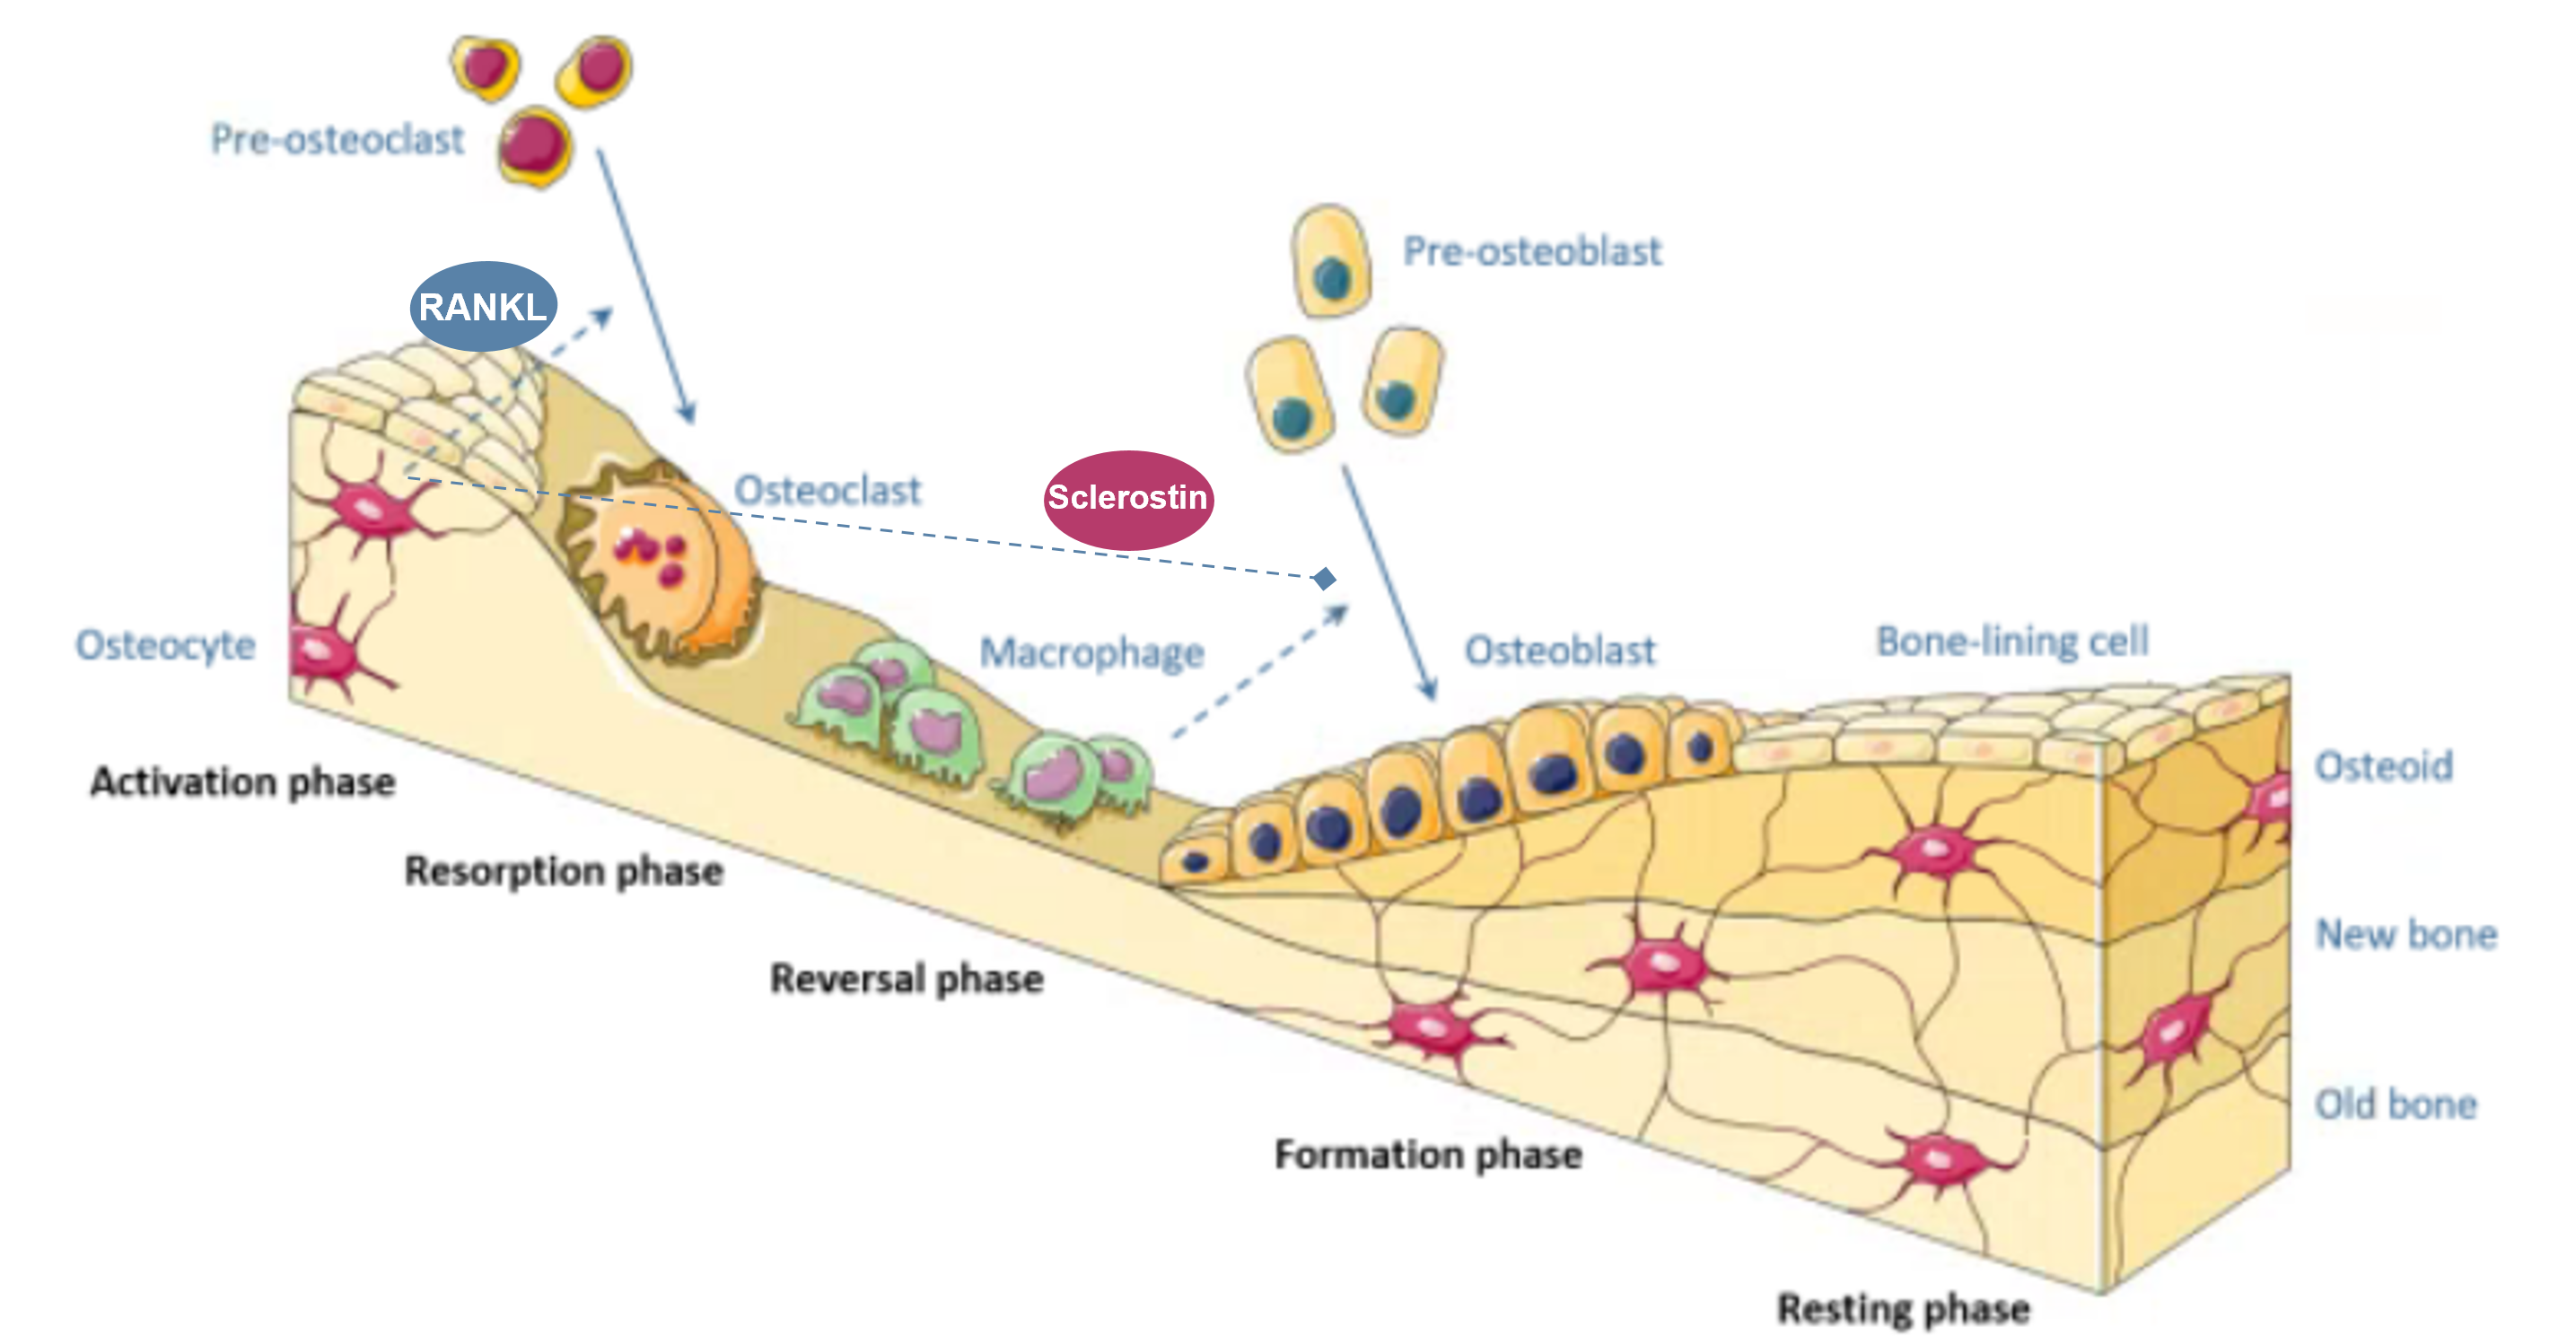 Pre-osteoclast
Pre-osteoblast
RANKL
Osteoclast
Sclerostin
Osteocyte
Macrophage
Osteoblast
Bone-lining cell
Osteoid
New bone
Old bone
Activation phase
Resorption phase
Reversal phase
Formation phase
Resting phase